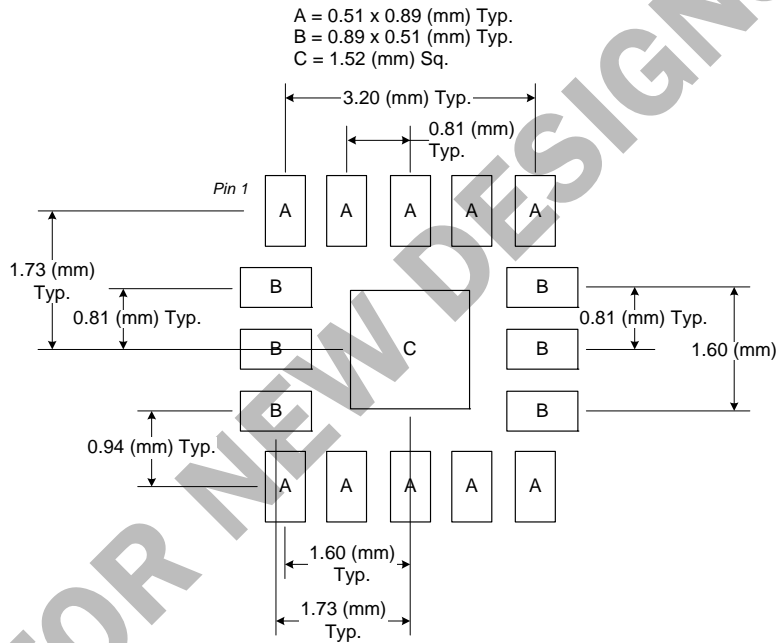 A = 0.51 x 0.89 (mm) Typ.
B = 0.89 x 0.51 (mm) Typ.
C = 1.52 (mm) Sq.
3.20 (mm) Typ.
0.81 (mm)
Typ.
Pin 1
A A A A A
1.73 (mm)
Typ.
B B
0.81 (mm) Typ.
0.81 (mm) Typ.
B C B
1.60 (mm)
B B
0.94 (mm) Typ.
A A A A A
1.60 (mm)
Typ.
1.73 (mm)
Typ.
FOR NEW DESIGNS